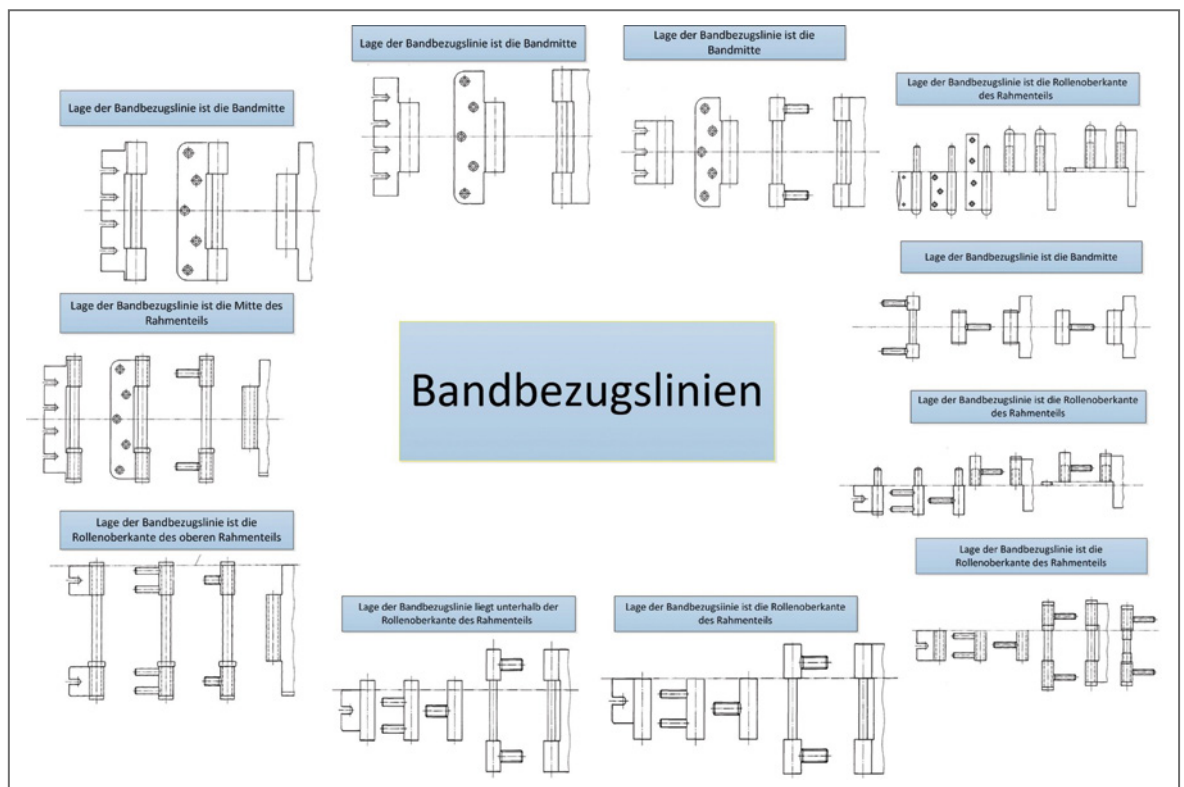 Lage der Bandbezugslinie ist die Bandmitte
Lage der Bandbezugslinie ist die
Bandmitte
Lage der Bandbezugslinie ist die Rollenoberkante
des Rahmenteils
Lage der Bandbezugslinie ist die Bandmitte
Lage der Bandbezugslinie ist die Bandmitte
Lage der Bandbezugslinie ist die Mitte des
Rahmenteils
Bandbezugslinien
Lage der Bandbezugslinie ist die Rollenoberkante
des Rahmenteils
Lage der Bandbezugslinie ist die
Rollenoberkante des oberen Rahmenteils
Lage der Bandbezugslinie ist die
Rollenoberkante des Rahmenteils
Lage der Bandbezugslinie liegt unterhalb der
Rollenoberkante des Rahmenteils
Lage der Bandbezugsiinie ist die Rollenoberkante
des Rahmenteils